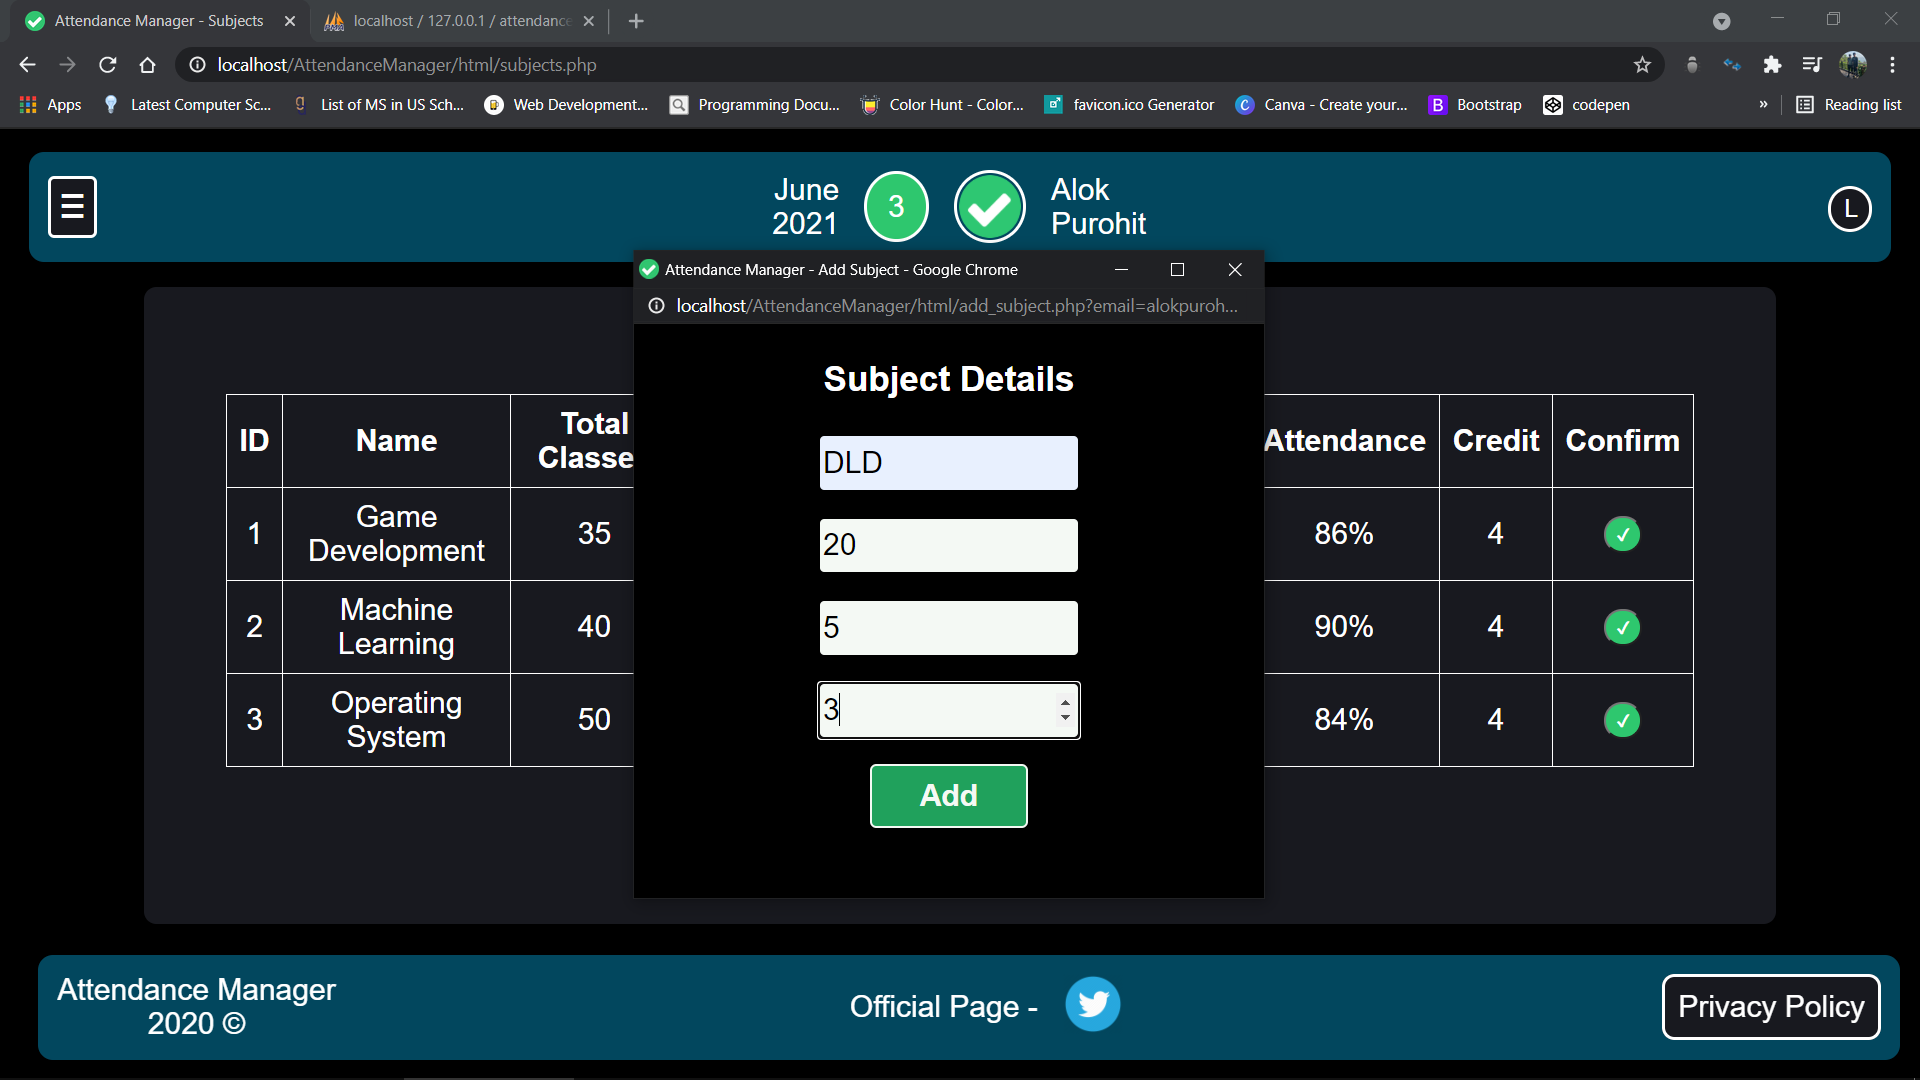 Attendance Manager - Subjects
localhost / 127.0.0.1 / attendance
localhost/AttendanceManager/html/subjects.php
Apps
Latest Computer Sc...
List of MS in US Sch...
Web Development...
Programming Docu...
Color Hunt - Color...
favicon.ico Generator
Canva - Create your...
Bootstrap
codepen
»
Reading list
June
2021
3
Alok
Purohit
L
Attendance Manager - Add Subject - Google Chrome
localhost/AttendanceManager/html/add_subject.php?email=alokpuroh...
Subject Details
DLD
20
5
3
Add
ID
Name
Total
Classe
Attendance
Credit
Confirm
1
Game
Development
35
86%
4
2
Machine
Learning
40
90%
4
3
Operating
System
50
84%
4
Attendance Manager
2020 ©
Official Page -
Privacy Policy